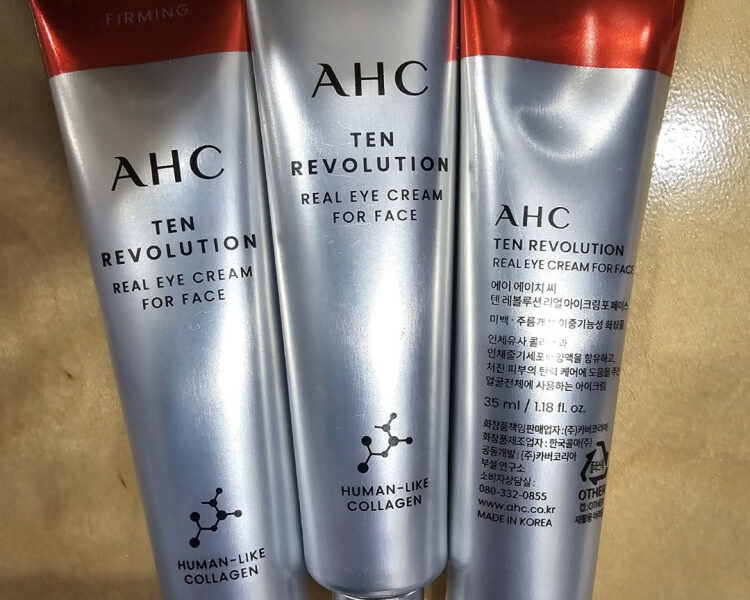 FIRMING
AHC
TEN
REVOLUTION
REAL EYE CREAM
FOR FACE
HUMAN-LIKE
COLLAGEN
AHC
TEN
REVOLUTION
REAL EYE CREAM
FOR FACE
HUMAN-LIKE
COLLAGEN
AHC
TEN REVOLUTION
REAL EYE CREAM FOR FACE
에이 에이치 씨
텐 레볼루션 리얼 아이크림 포 페이스
미백·주름개 이중기능성 화장품
인체유사
인체줄기세포 을 함유하고,
처진 피부의 탄력 케어에 도움을 주는
얼굴전체에 사용하는 아이크림
35 ml / 1.18 fl. oz.
화장품책임판매업자 : (주)카버코리아
화장품제조업자 : 한국콜마(주)
공동개발 : (주)카버코리아
부설 연구소
소비자상담실 :
080-332-0855
www.ahc.co.kr
MADE IN KOREA
OTHER
캡:OTHER